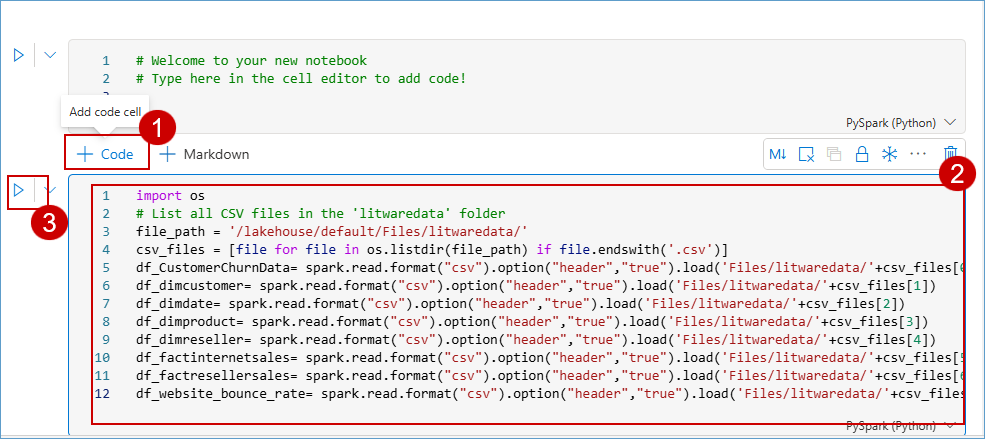 1 # Welcome to your new notebook
2 # Type here in the cell editor to add code!
Add code cell
1
PySpark (Python)
Code
Markdown
M↓
2
3
1 import os
2 # List all CSV files in the 'litwaredata' folder
3 file_path = '/lakehouse/default/Files/litwaredata/'
4 csv_files = [file for file in os.listdir(file_path) if file.endswith('.csv')]
5 df_CustomerChurnData= spark.read.format("csv").option("header","true").load('Files/litwaredata/'+csv_files[
6 df_dimcustomer= spark.read.format("csv").option("header","true").load('Files/litwaredata/'+csv_files[1])
7 df_dimdate= spark.read.format("csv").option("header","true").load('Files/litwaredata/'+csv_files[2])
8 df_dimproduct= spark.read.format("csv").option("header","true").load('Files/litwaredata/'+csv_files[3])
9 df_dimreseller= spark.read.format("csv").option("header","true").load('Files/litwaredata/'+csv_files[4])
10 df_factinternetsales= spark.read.format("csv").option("header","true").load('Files/litwaredata/'+csv_files[5
11 df_factresellersales= spark.read.format("csv").option("header","true").load('Files/litwaredata/'+csv_files[6
12 df_website_bounce_rate= spark.read.format("csv").option("header","true").load('Files/litwaredata/'+csv_files
PySpark (Python)